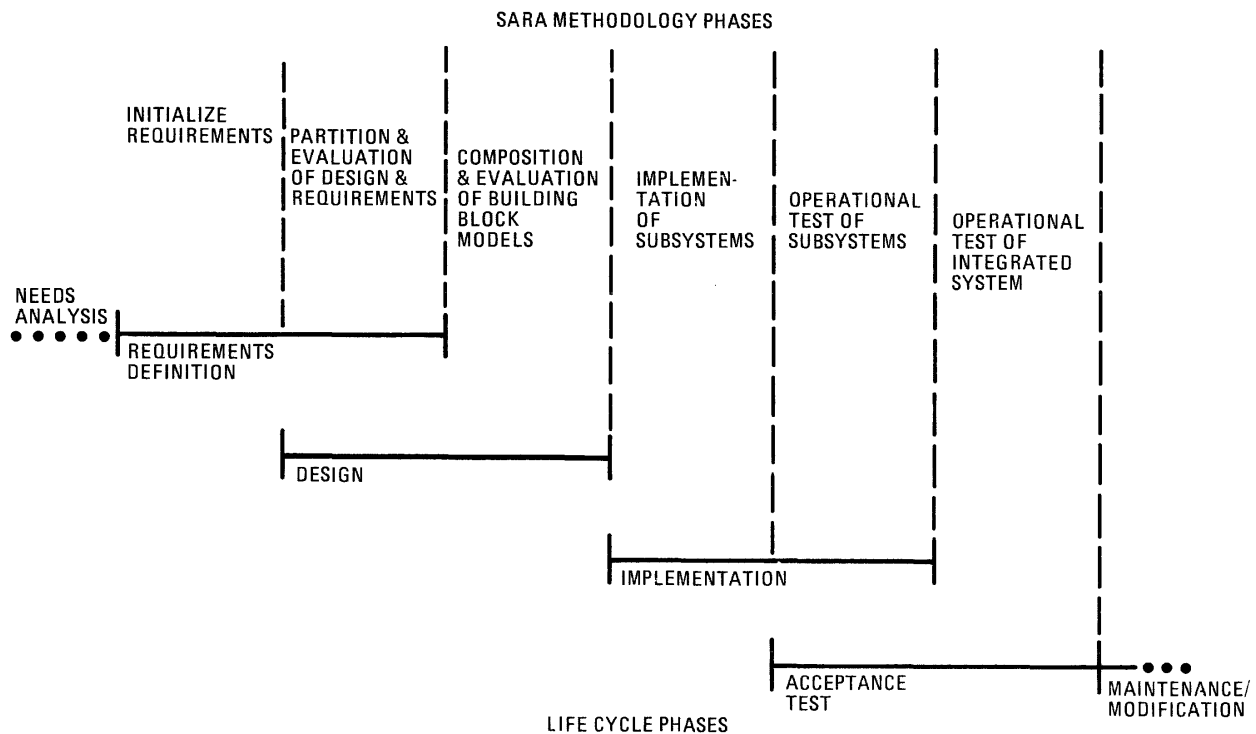 SARA METHODOLOGY PHASES
INITIALIZE
REQUIREMENTS
PARTITION &
EVALUATION
OF DESIGN &
REQUIREMENTS
COMPOSITION
& EVALUATION
OF BUILDING
BLOCK
MODELS
IMPLEMEN-
TATION
OF
SUBSYSTEMS
OPERATIONAL
TEST OF
SUBSYSTEMS
OPERATIONAL
TEST OF
INTEGRATED
SYSTEM
NEEDS
ANALYSIS
REQUIREMENTS
DEFINITION
DESIGN
IMPLEMENTATION
ACCEPTANCE
TEST
MAINTENANCE/
MODIFICATION
LIFE CYCLE PHASES